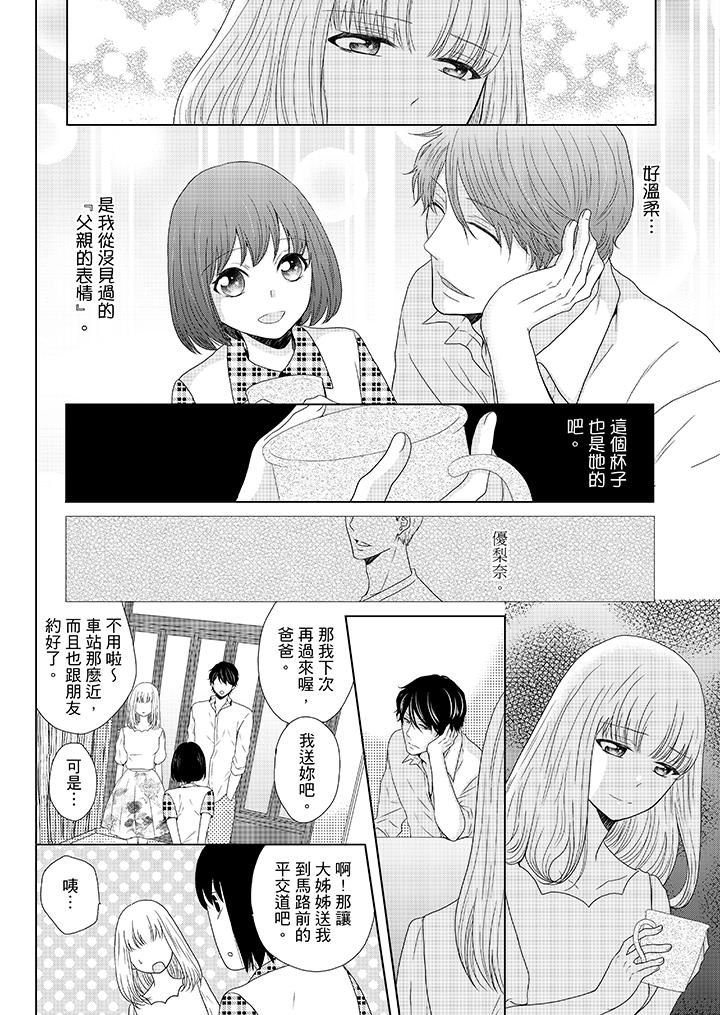 好溫柔…
是我從沒見過的
『父親的表情』。
這個杯子
也是她的
吧。
優梨奈。
那我下次
再過來喔，
爸爸。
我送妳吧。
不用啦～
車站那麼近，
而且也跟朋友
約好了。
可是…
啊！那讓
大姊姊送我
到馬路前的
平交道吧。
咦…